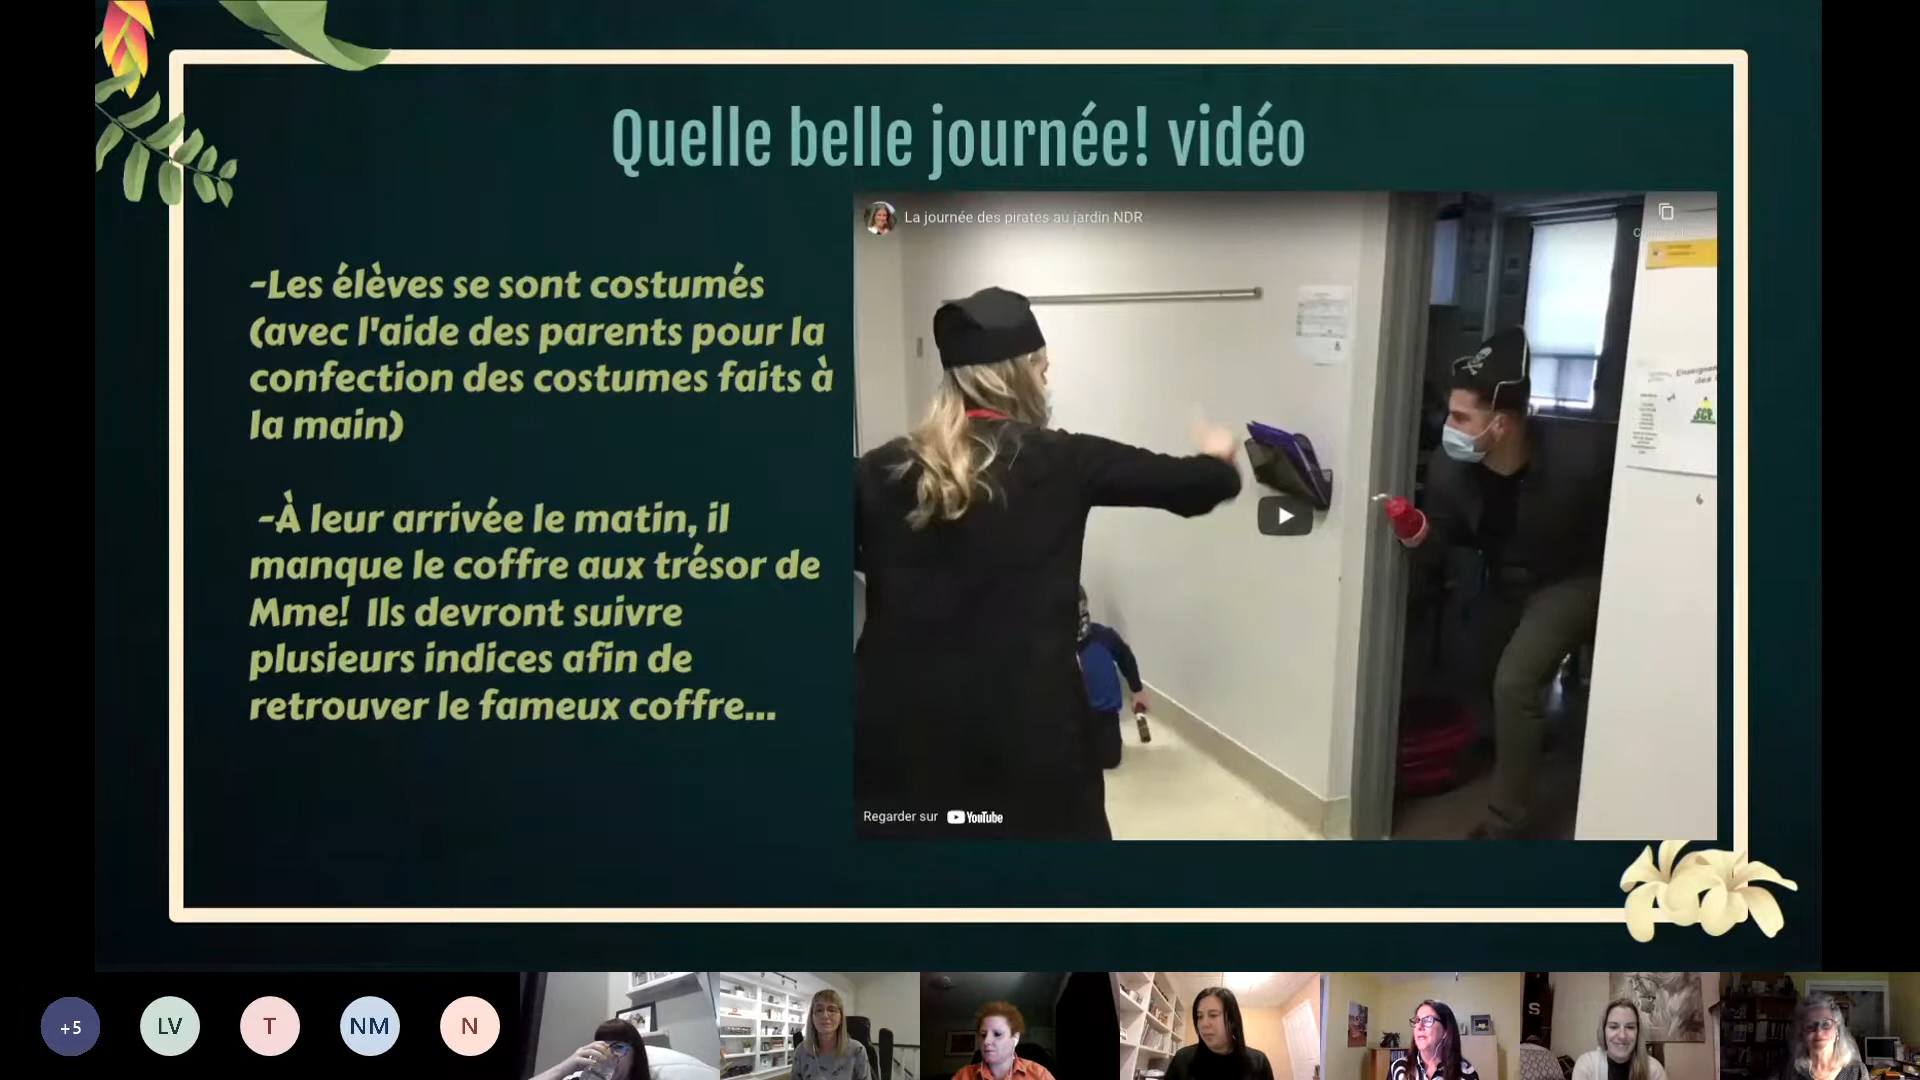 Quelle belle journée! vidéo
La journée des pirates au jardin NDR
-Les élèves se sont costumés
(avec l'aide des parents pour la
confection des costumes faits à
la main)
-À leur arrivée le matin, il
manque le coffre aux trésor de
Mme!  Ils devront suivre
plusieurs indices afin de
retrouver le fameux coffre...
Regarder sur YouTube
+5
LV
T
NM
N
S